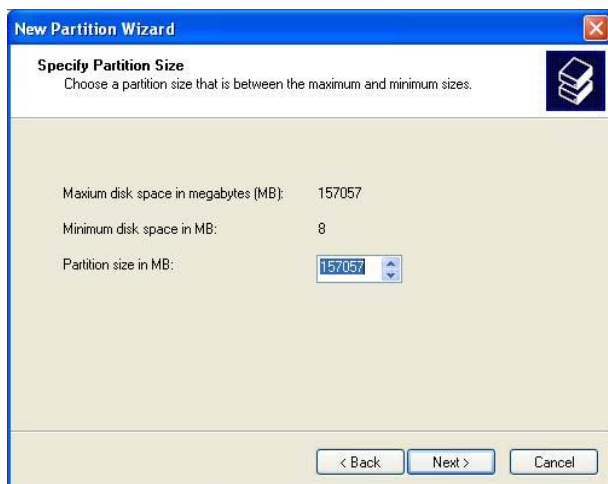 New Partition Wizard
Specify Partition Size
Choose a partition size that is between the maximum and minimum sizes.
Maxium disk space in megabytes (MB): 157057
Minimum disk space in MB: 8
Partition size in MB: 157057
< Back Next > Cancel